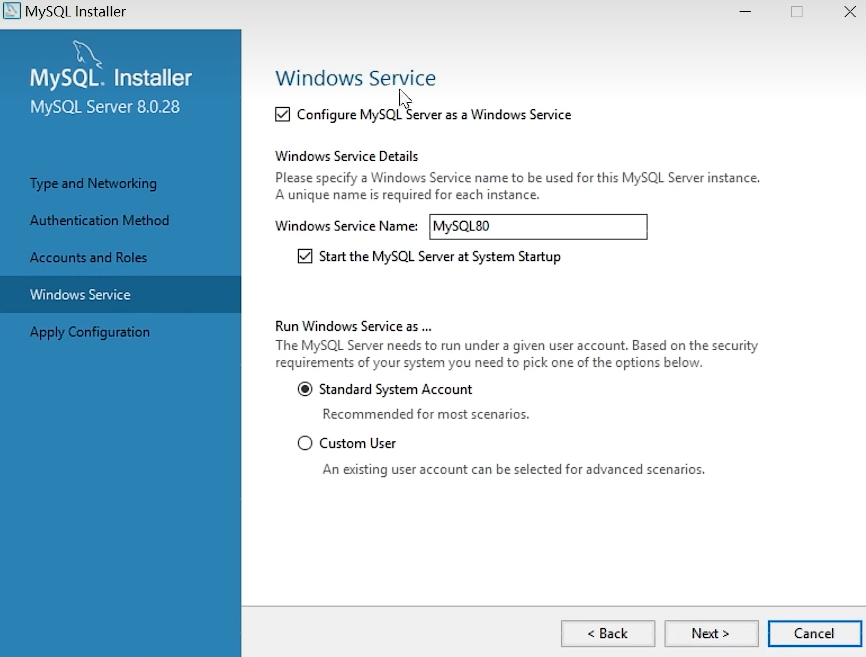 MySQL Installer
MySQL. Installer
MySQL Server 8.0.28
Type and Networking
Authentication Method
Accounts and Roles
Windows Service
Apply Configuration
Windows Service
Configure MySQL Server as a Windows Service
Windows Service Details
Please specify a Windows Service name to be used for this MySQL Server instance.
A unique name is required for each instance.
Windows Service Name: MySQL80
Start the MySQL Server at System Startup
Run Windows Service as ...
The MySQL Server needs to run under a given user account. Based on the security
requirements of your system you need to pick one of the options below.
Standard System Account
Recommended for most scenarios.
Custom User
An existing user account can be selected for advanced scenarios.
< Back Next > Cancel